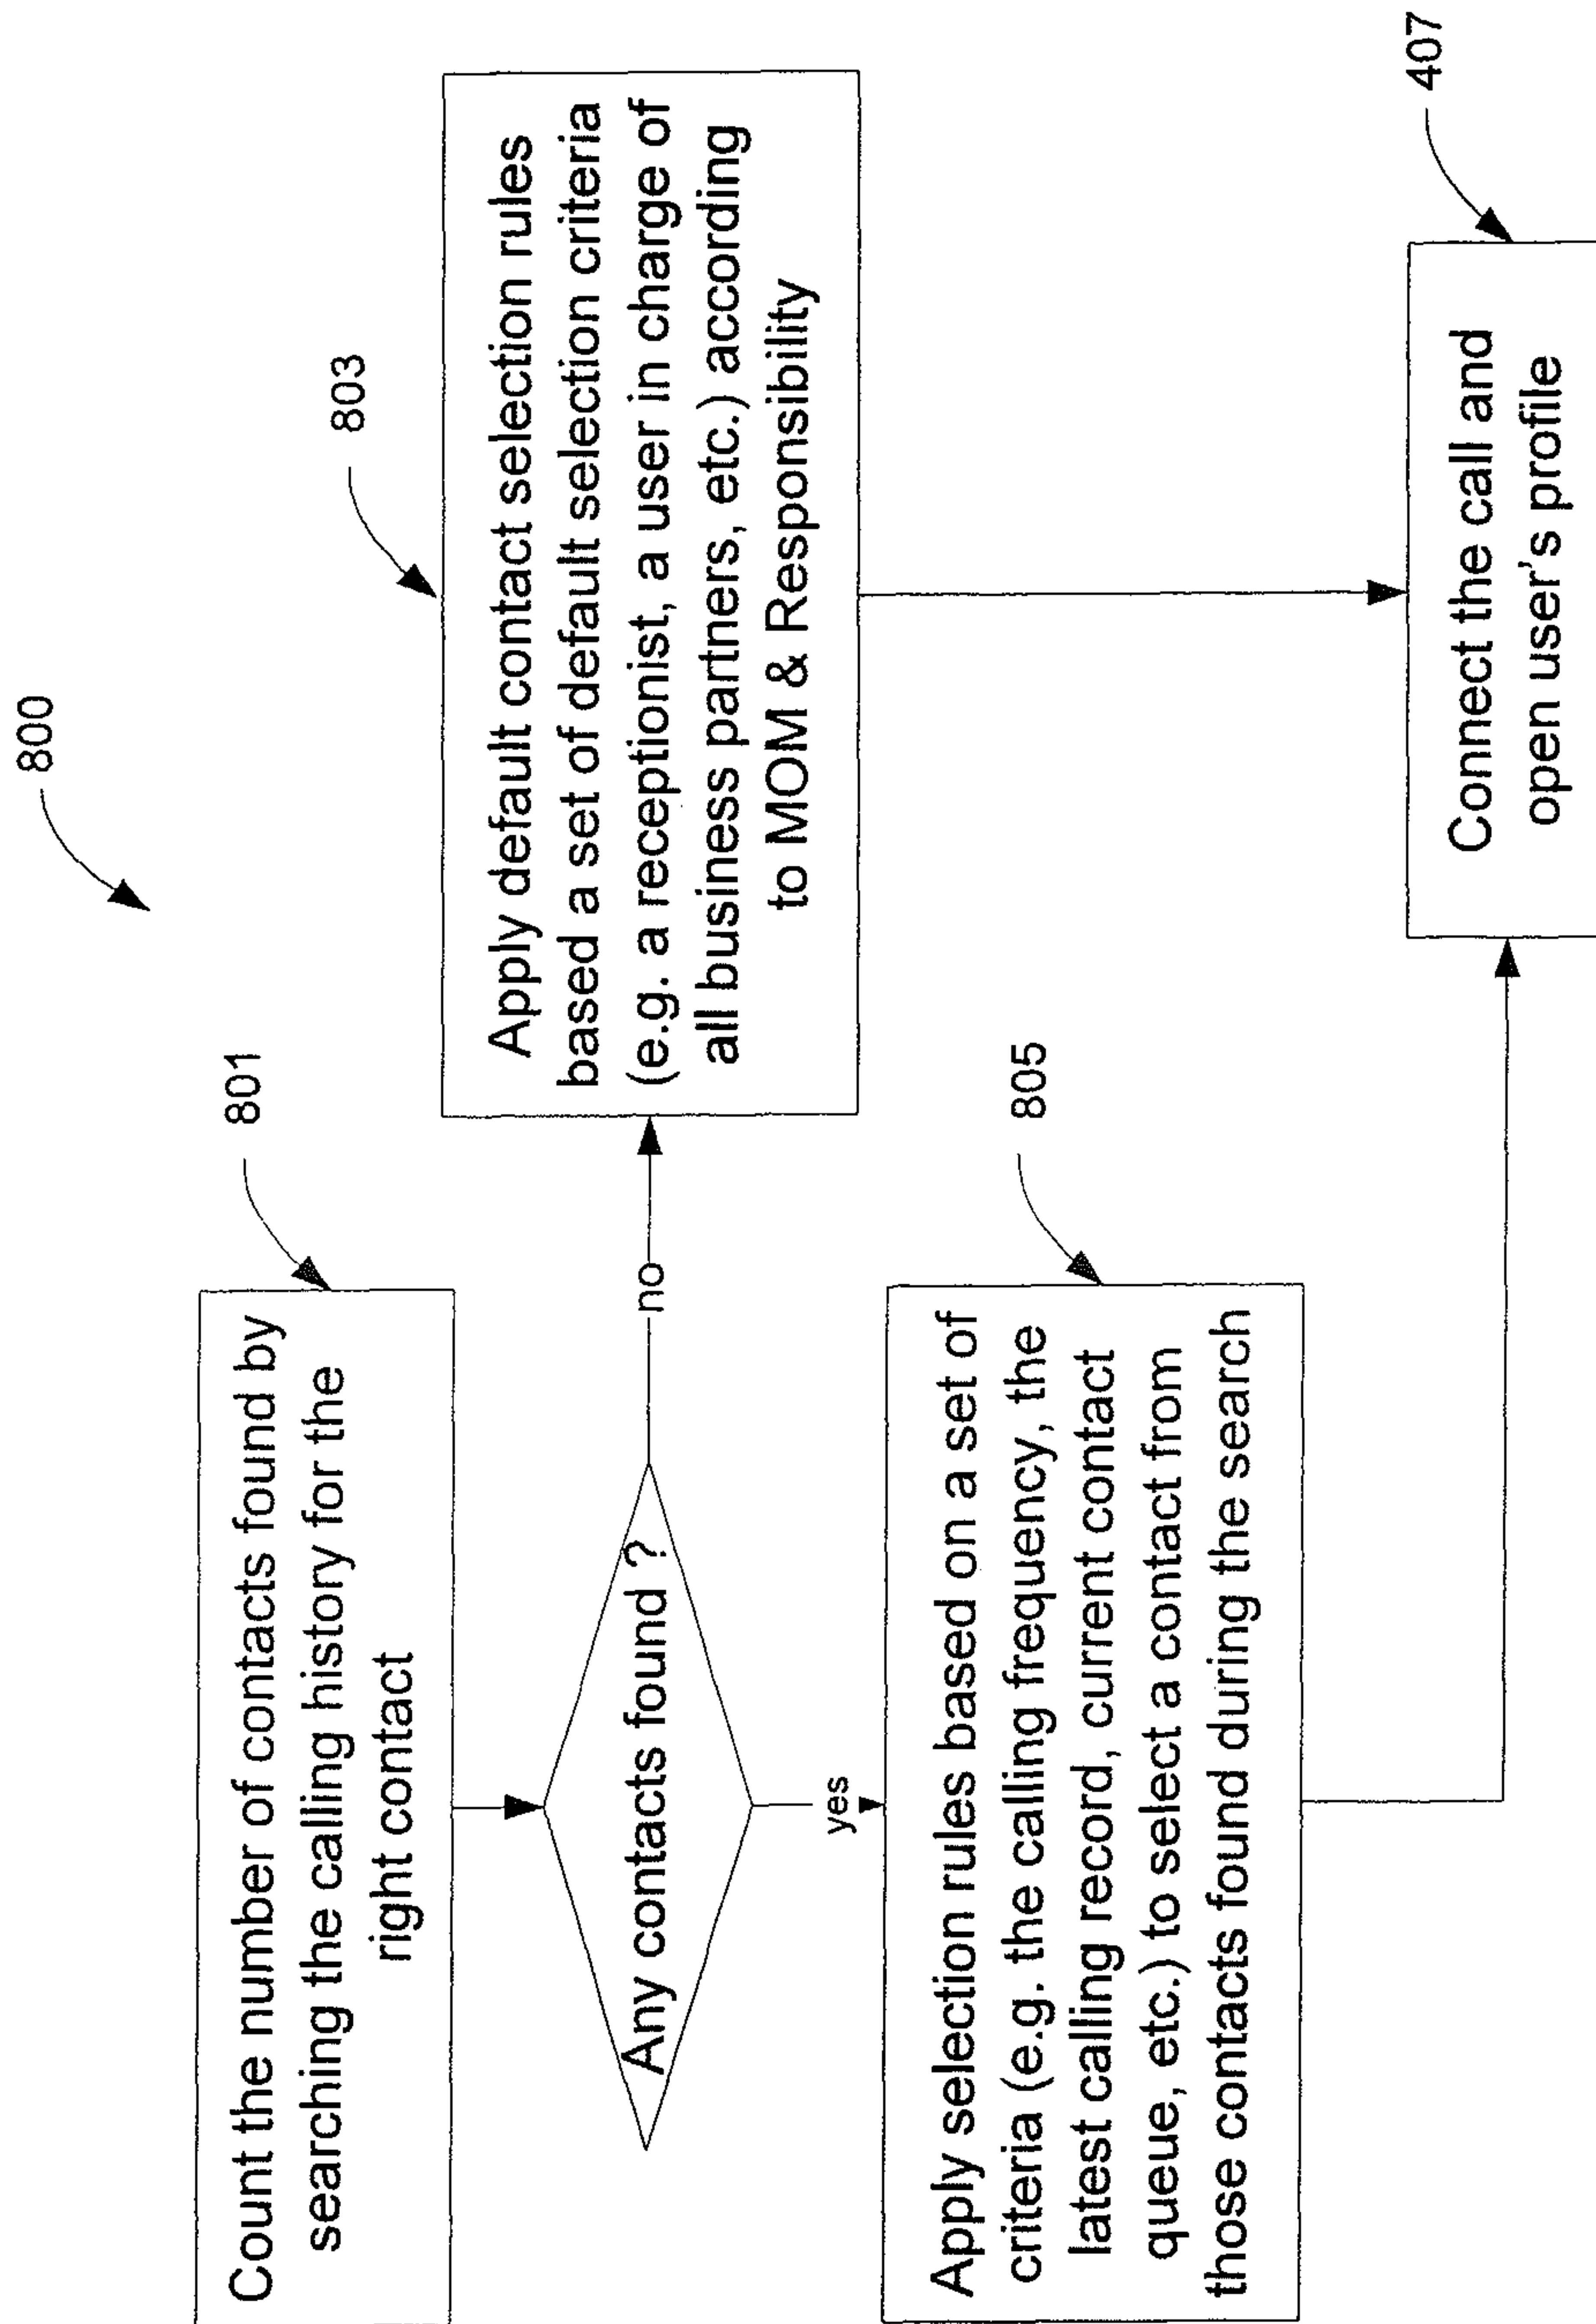 800
801
Count the number of contacts found by
searching the calling history for the
right contact
Any contacts found ?
no
803
Apply default contact selection rules
based a set of default selection criteria
(e.g. a receptionist, a user in charge of
all business partners, etc.) according
to MOM & Responsibility
yes
805
Apply selection rules based on a set of
criteria (e.g. the calling frequency, the
latest calling record, current contact
queue, etc.) to select a contact from
those contacts found during the search
407
Connect the call and
open user's profile